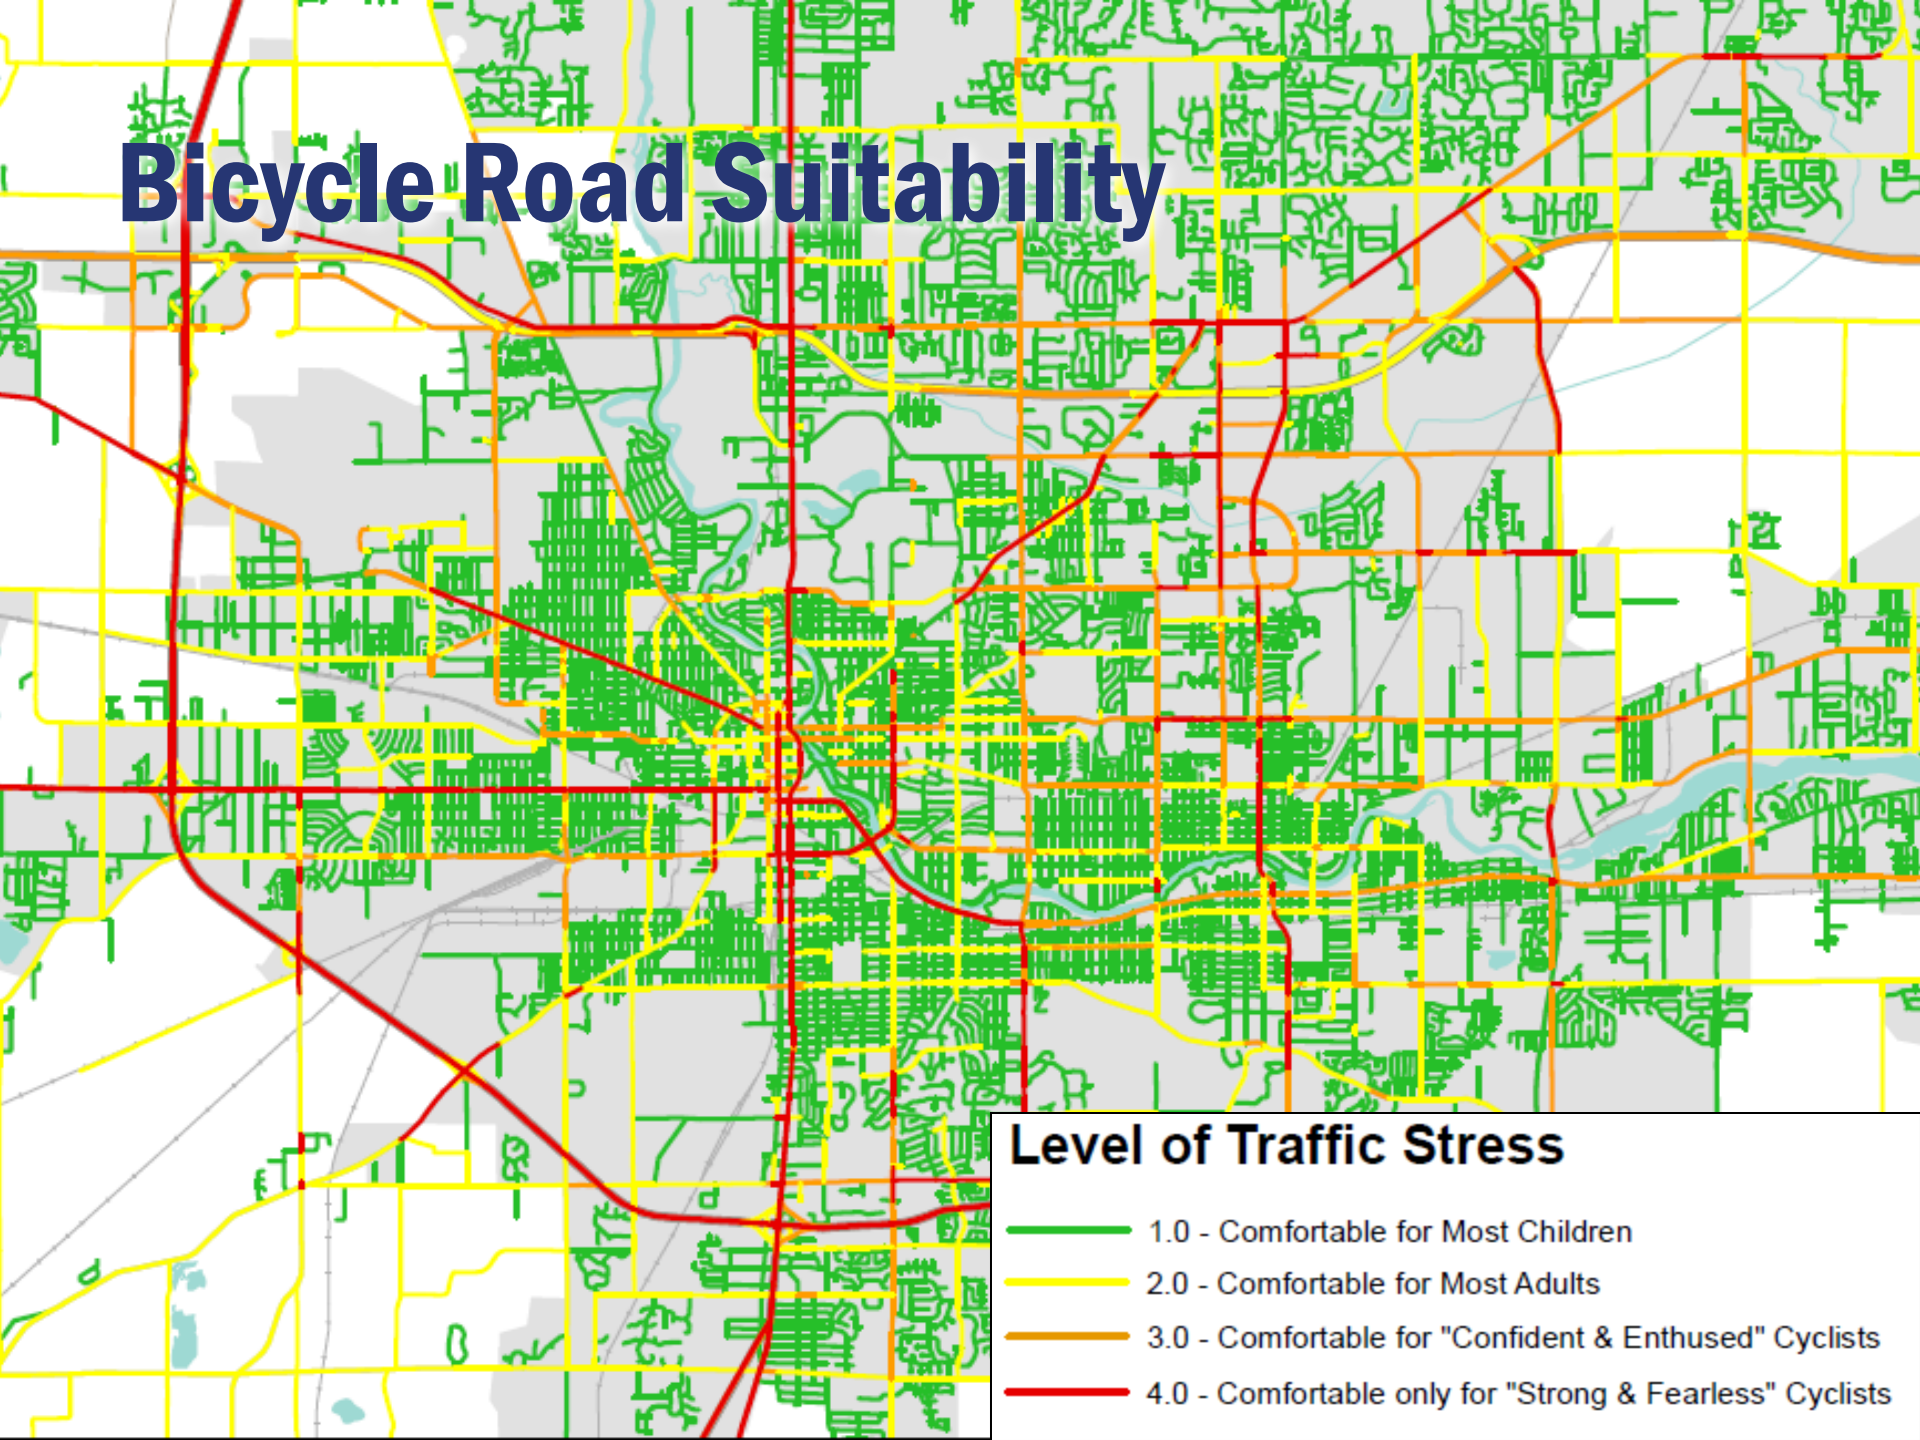 Bicycle Road Suitability
Level of Traffic Stress
1.0 - Comfortable for Most Children
2.0 - Comfortable for Most Adults
3.0 - Comfortable for "Confident & Enthused" Cyclists
4.0 - Comfortable only for "Strong & Fearless" Cyclists